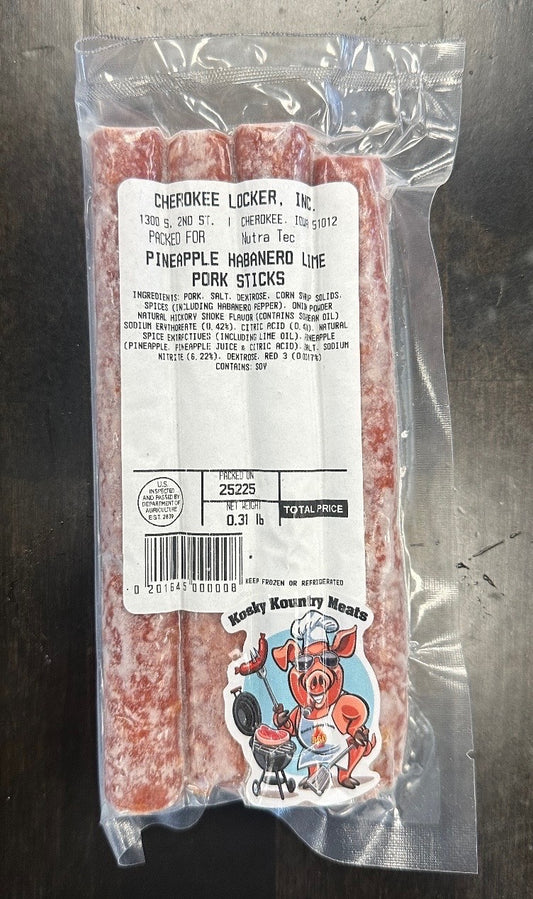 CHEROKEE LOCKER, INC.
1300 S. 2ND ST. | CHEROKEE, IOWA 51012
PACKED FOR Nutra Tec
PINEAPPLE HABANERO LIME
PORK STICKS
INGREDIENTS: PORK, SALT, DEXTROSE, CORN SYRUP SOLIDS,
SPICES (INCLUDING HABANERO PEPPER), ONION POWDER
NATURAL HICKORY SMOKE FLAVOR (CONTAINS SOYBEAN OIL)
SODIUM ERYTHORBATE (0.42%), CITRIC ACID NATURAL
SPICE EXTRACTIVES (INCLUDING LIME OIL), PINEAPPLE
(PINEAPPLE, PINEAPPLE JUICE & CITRIC ACID), SALT, SODIUM
NITRITE (6.22%), DEXTROSE, RED 3
CONTAINS: SOY
PACKED ON
25225
NET WEIGHT
0.31 lb
TOTAL PRICE
U.S.
INSPECTED
AND PASSED BY
DEPARTMENT OF
AGRICULTURE
EST. 2839
0 201645 000008
KEEP FROZEN OR REFRIGERATED
Kosky Kountry Meats